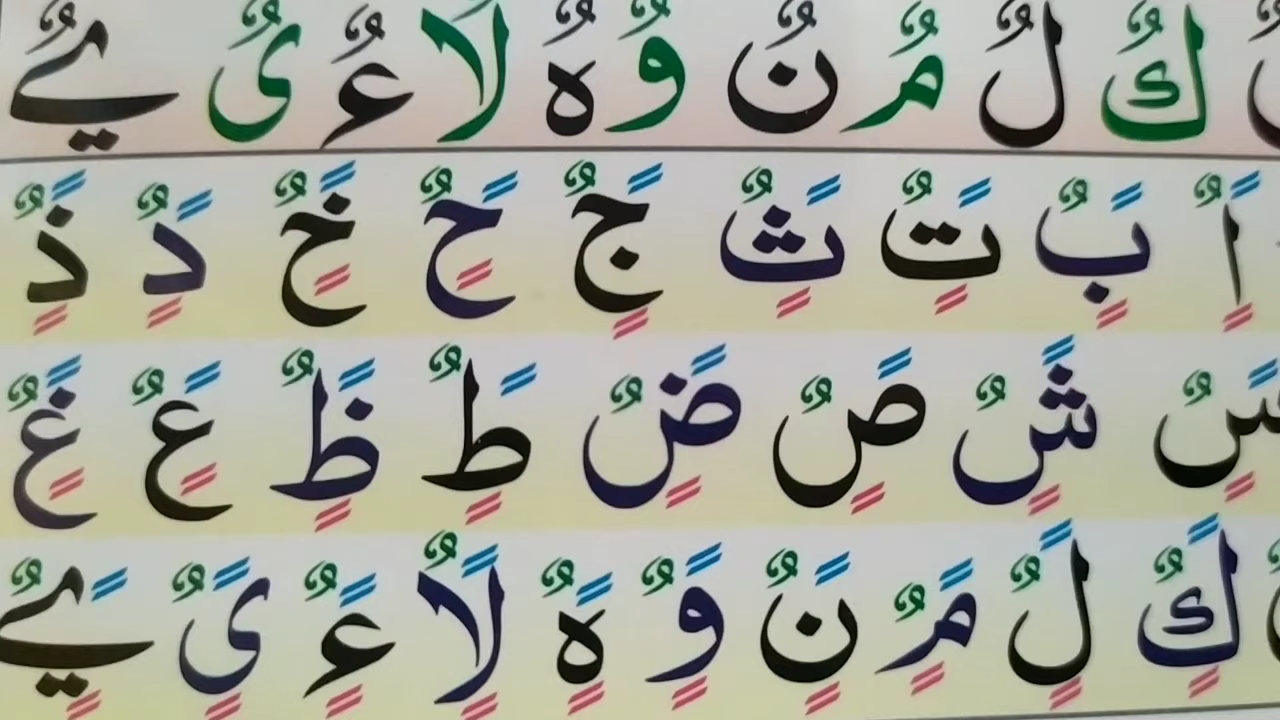 كٌ لٌ مٌ نٌ وٌ هٌ لاٌ ءٌ ىٌ ےٌ
اًٌٍ بًٌٍ تًٌٍ ثًٌٍ جًٌٍ حًٌٍ خًٌٍ دًٌٍ ذًٌٍ
سًٌٍ شًٌٍ صًٌٍ ضًٌٍ طًٌٍ ظًٌٍ عًٌٍ غًٌٍ
كًٌٍ لًٌٍ مًٌٍ نًٌٍ وًٌٍ هًٌٍ لاًٌٍ ءًٌٍ ىًٌٍ ےًٌٍ